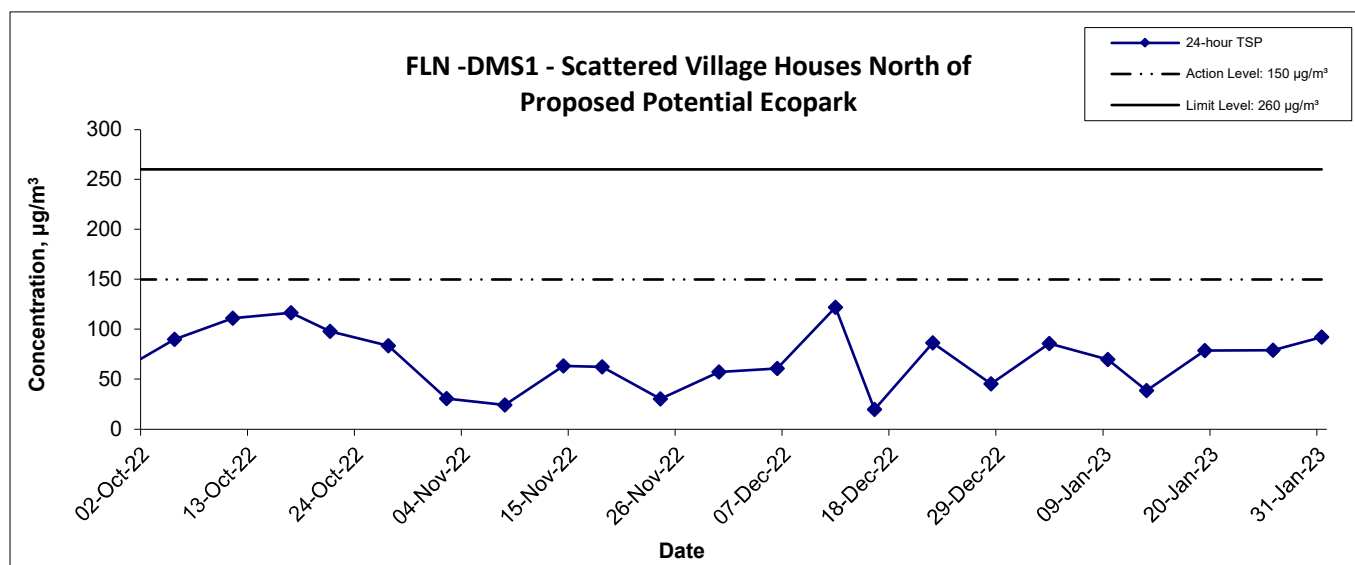 FLN -DMS1 - Scattered Village Houses North of
Proposed Potential Ecopark
24-hour TSP
Action Level: 150 µg/m³
Limit Level: 260 µg/m³
Concentration, µg/m³
300
250
200
150
100
50
0
02-Oct-22
13-Oct-22
24-Oct-22
04-Nov-22
15-Nov-22
26-Nov-22
07-Dec-22
18-Dec-22
29-Dec-22
09-Jan-23
20-Jan-23
31-Jan-23
Date